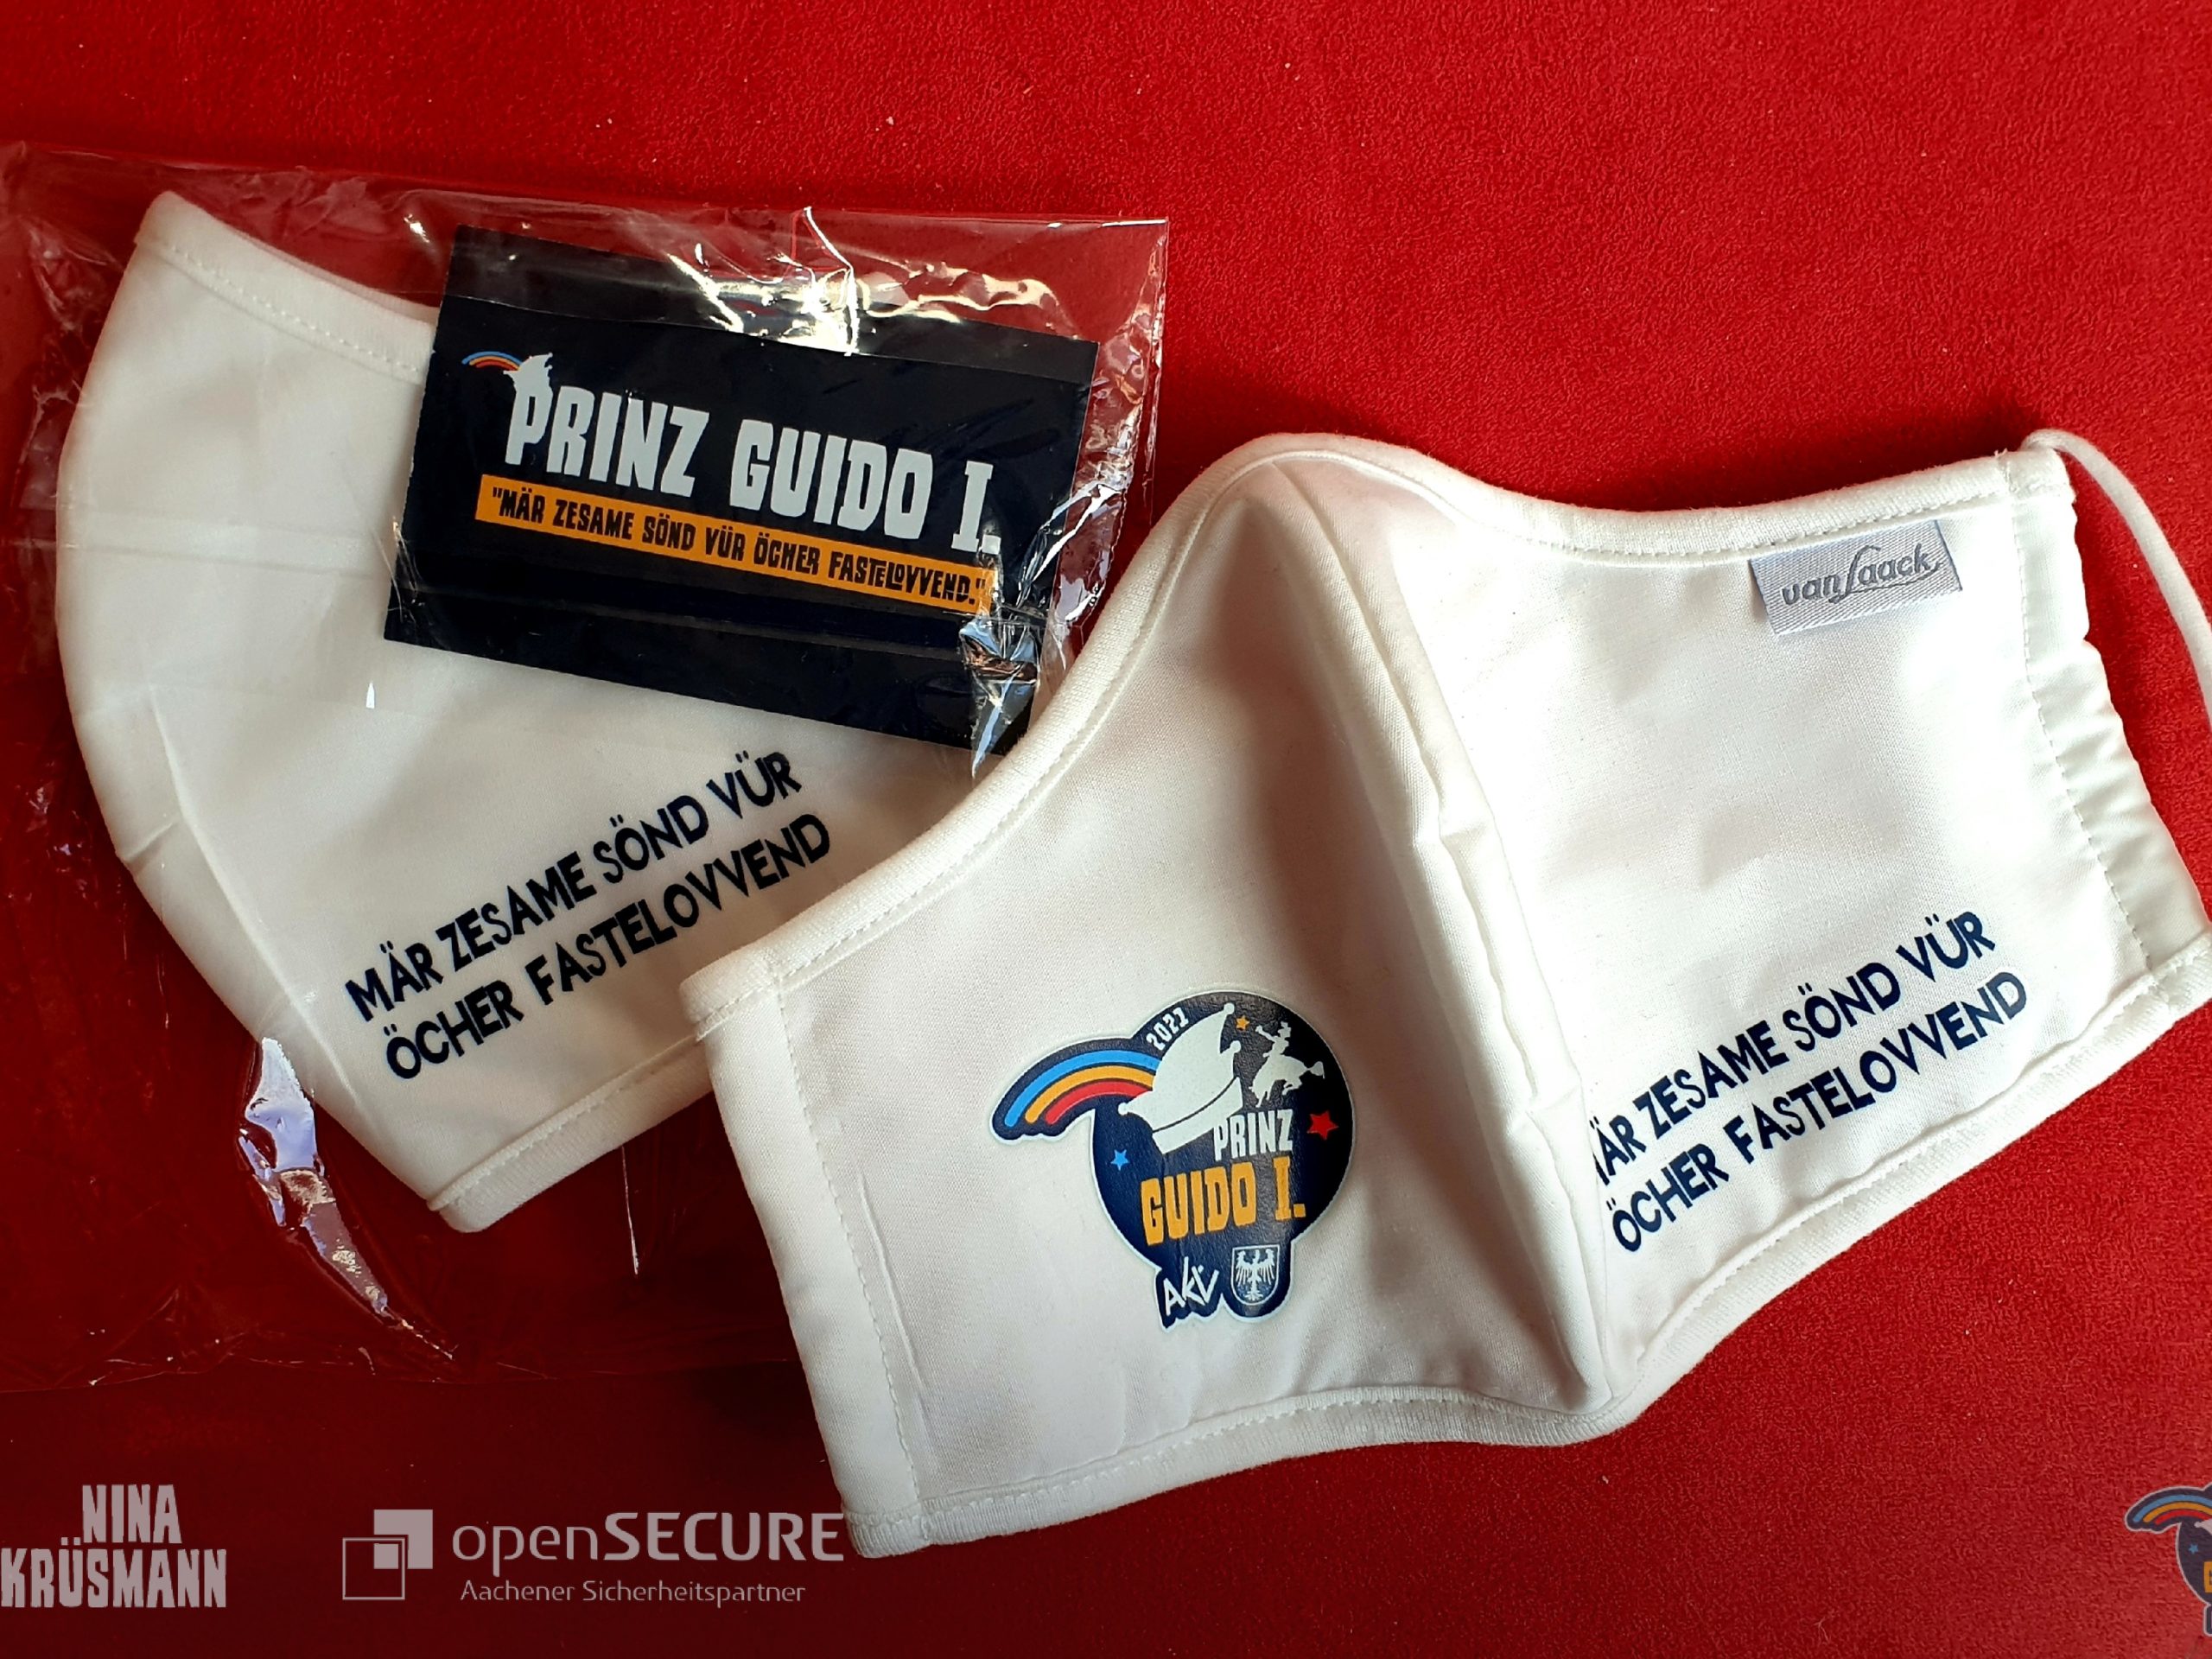 PRINZ GUIDO I.
"MÄR ZESAME SÖND VÜR ÖCHER FASTELOVVEND."
MÄR ZESAME SÖND VÜR
ÖCHER FASTELOVVEND
van Laack
2021
PRINZ
GUIDO I.
AKV
ÄR ZESAME SÖND VÜR
ÖCHER FASTELOVVEND
NINA
KRÜSMANN
openSECURE
Aachener Sicherheitspartner